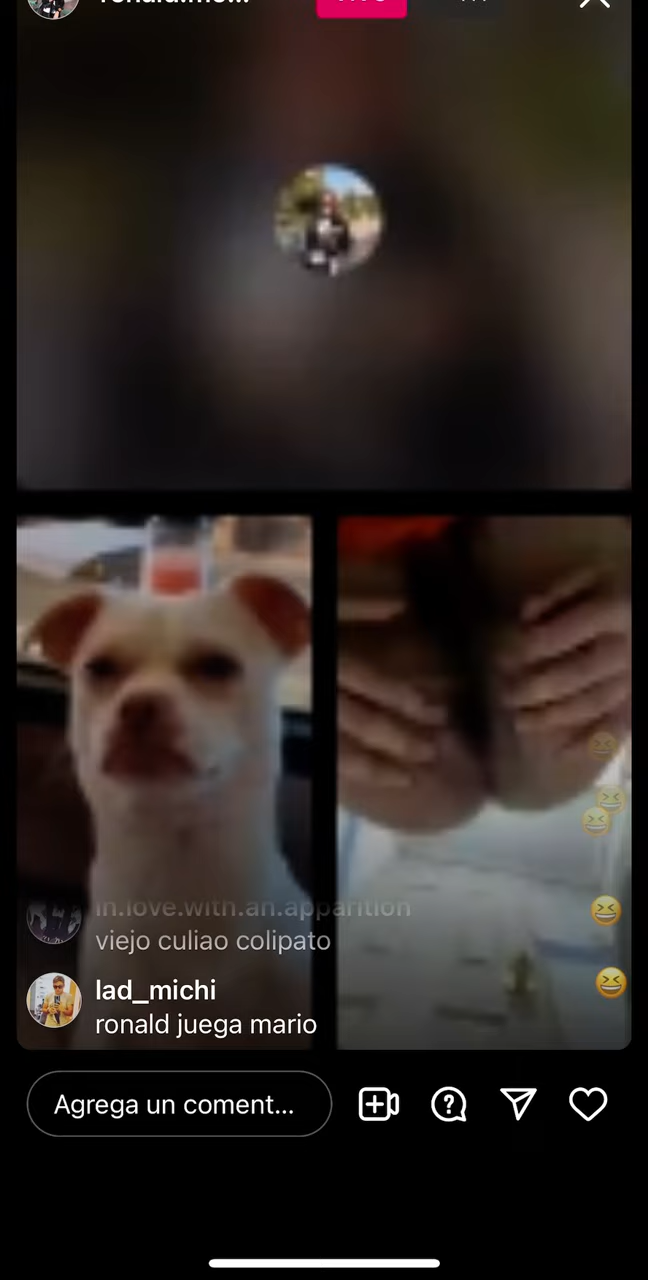 in.love.with.an.apparition
viejo culiao colipato
lad_michi
ronald juega mario
Agrega un coment...